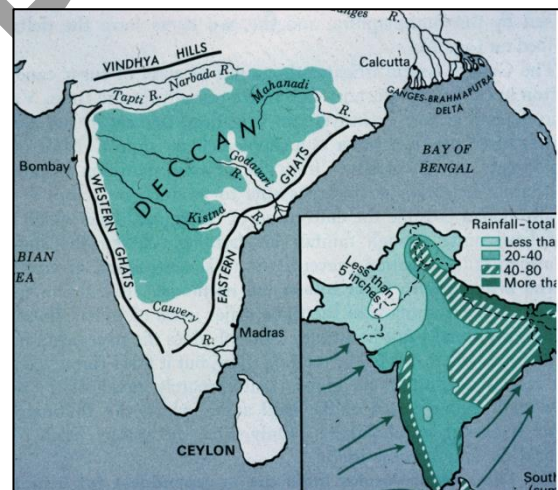 anges R.
VINDHYA HILLS
Narbada R.
Tapti R.
Mahanadi
R.
Calcutta
GANGES-BRAHMAPUTRA
DELTA
DECCAN
Godavari
R.
GHATS
BAY OF
BENGAL
Bombay
WESTERN GHATS
Kistna
R.
EASTERN
BIAN
EA
Cauvery
R.
Madras
CEYLON
Rainfall-total
Less tha
20-40
40-80
More tha
Less than
5 inches
South